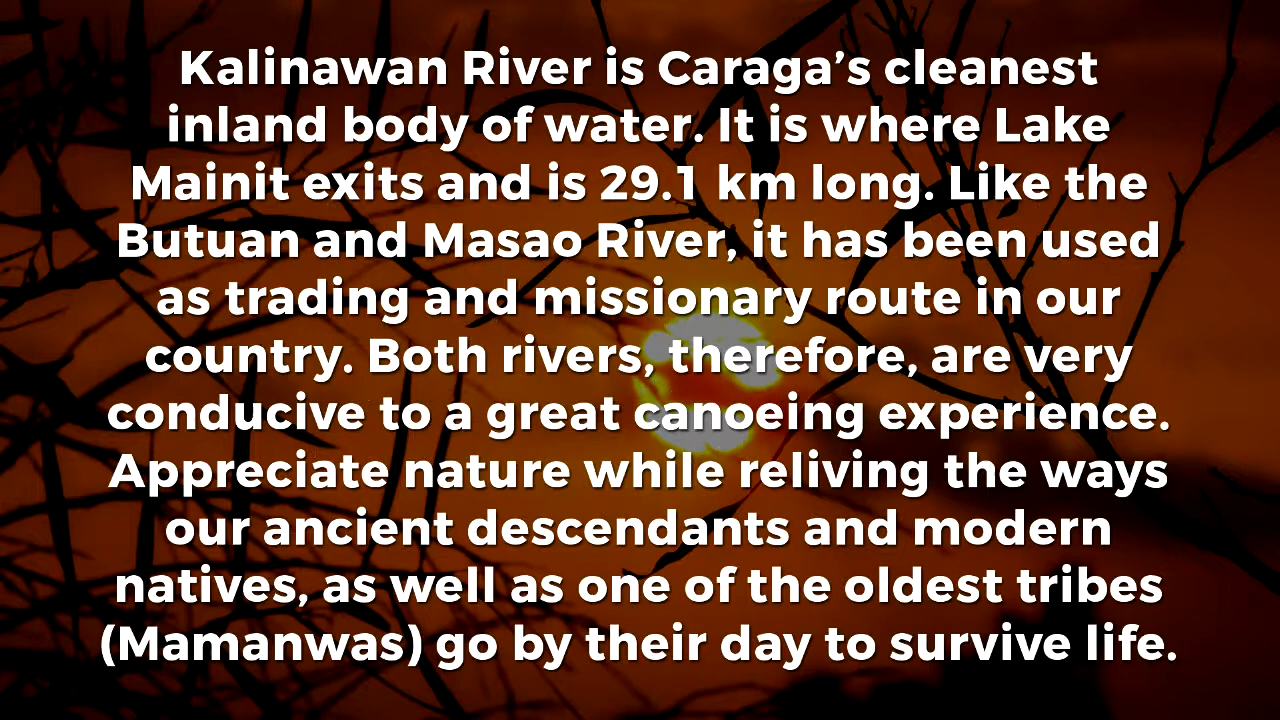 Kalinawan River is Caraga’s cleanest
inland body of water. It is where Lake
Mainit exits and is 29.1 km long. Like the
Butuan and Masao River, it has been used
as trading and missionary route in our
country. Both rivers, therefore, are very
conducive to a great canoeing experience.
Appreciate nature while reliving the ways
our ancient descendants and modern
natives, as well as one of the oldest tribes
(Mamanwas) go by their day to survive life.